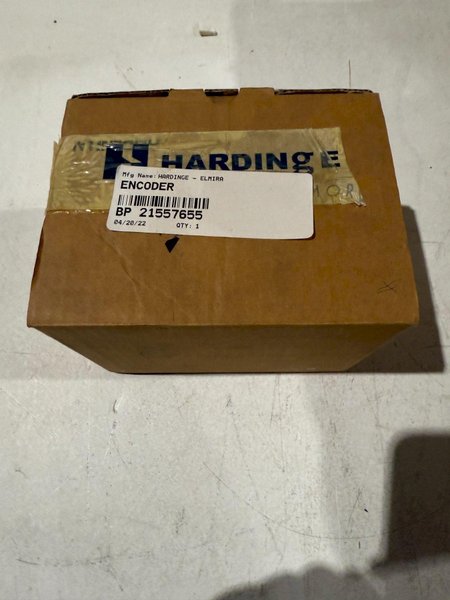 HARDINgE
Mfg Name: HARDINGE - ELMIRA
ENCODER
BP 21557655
04/20/22 QTY: 1